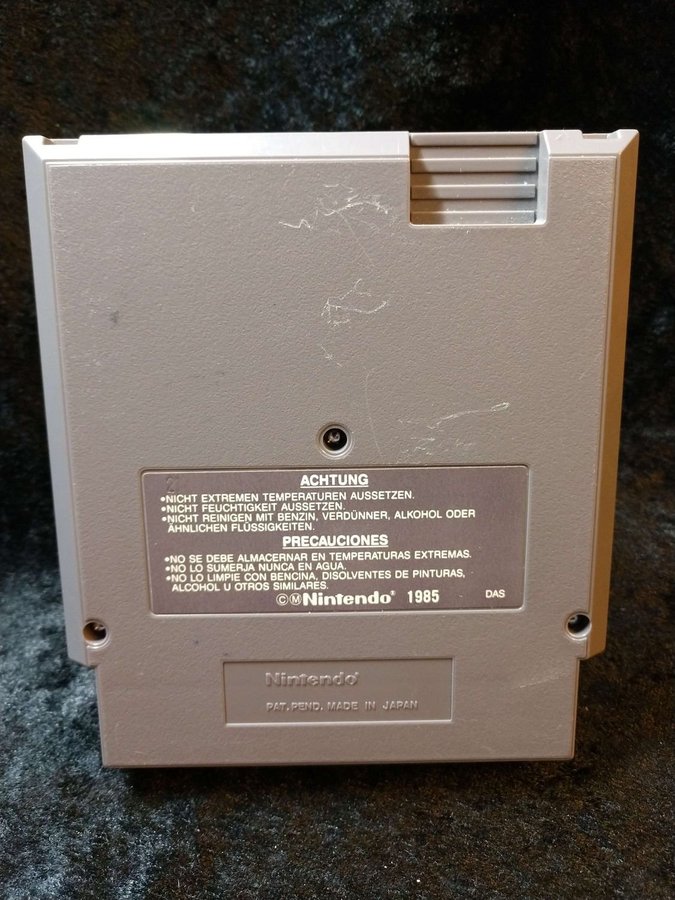 ACHTUNG
•NICHT EXTREMEN TEMPERATUREN AUSSETZEN.
•NICHT FEUCHTIGKEIT AUSSETZEN.
•NICHT REINIGEN MIT BENZIN, VERDÜNNER, ALKOHOL ODER
ÄHNLICHEN FLÜSSIGKEITEN.
PRECAUCIONES
•NO SE DEBE ALMACERNAR EN TEMPERATURAS EXTREMAS.
•NO LO SUMERJA NUNCA EN AGUA.
•NO LO LIMPIE CON BENCINA, DISOLVENTES DE PINTURAS,
ALCOHOL U OTROS SIMILARES.
©ⓂNintendo® 1985 DAS
Nintendo®
PAT. PEND. MADE IN JAPAN